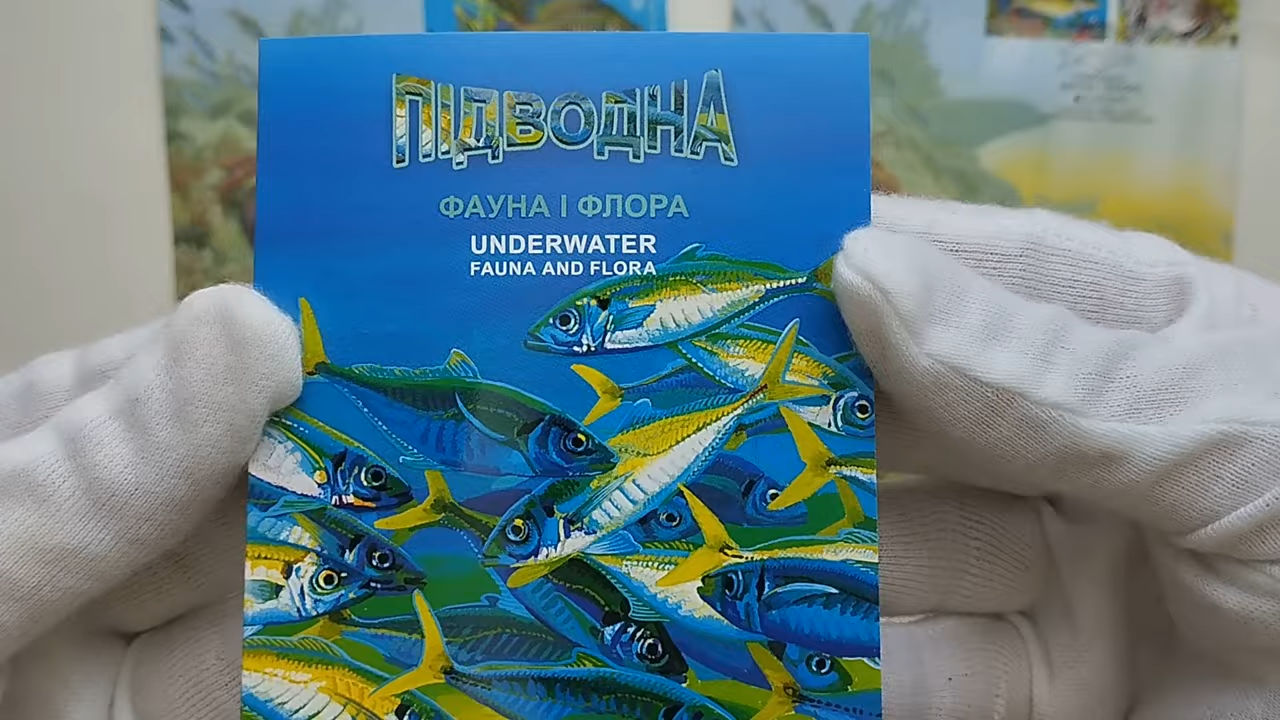 ПІДВОДНА
ФАУНА І ФЛОРА
UNDERWATER
FAUNA AND FLORA